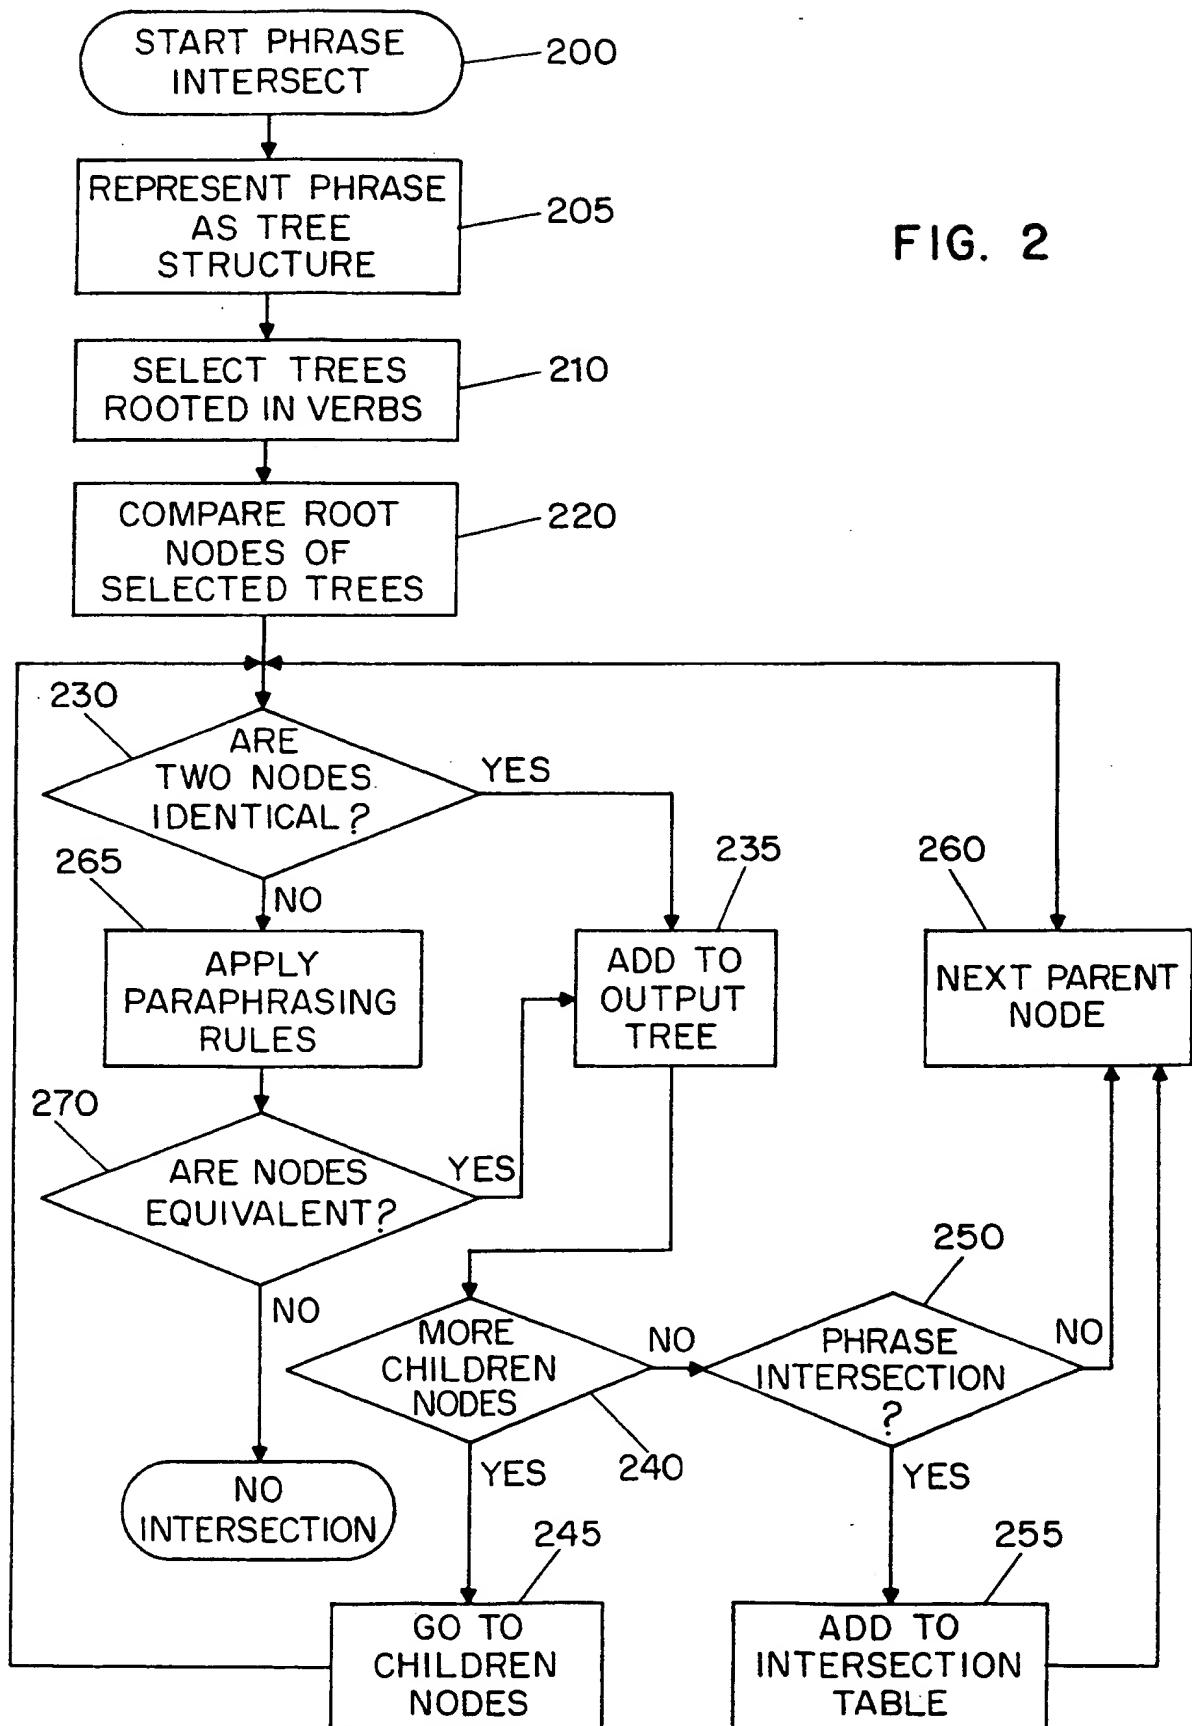 START PHRASE
INTERSECT
200
REPRESENT PHRASE
AS TREE
STRUCTURE
205
FIG. 2
SELECT TREES
ROOTED IN VERBS
210
COMPARE ROOT
NODES OF
SELECTED TREES
220
230
ARE
TWO NODES
IDENTICAL?
YES
NO
265
APPLY
PARAPHRASING
RULES
235
ADD TO
OUTPUT
TREE
260
NEXT PARENT
NODE
270
ARE NODES
EQUIVALENT?
YES
NO
NO
INTERSECTION
MORE
CHILDREN
NODES
NO
240
YES
250
PHRASE
INTERSECTION
?
NO
YES
245
GO TO
CHILDREN
NODES
255
ADD TO
INTERSECTION
TABLE